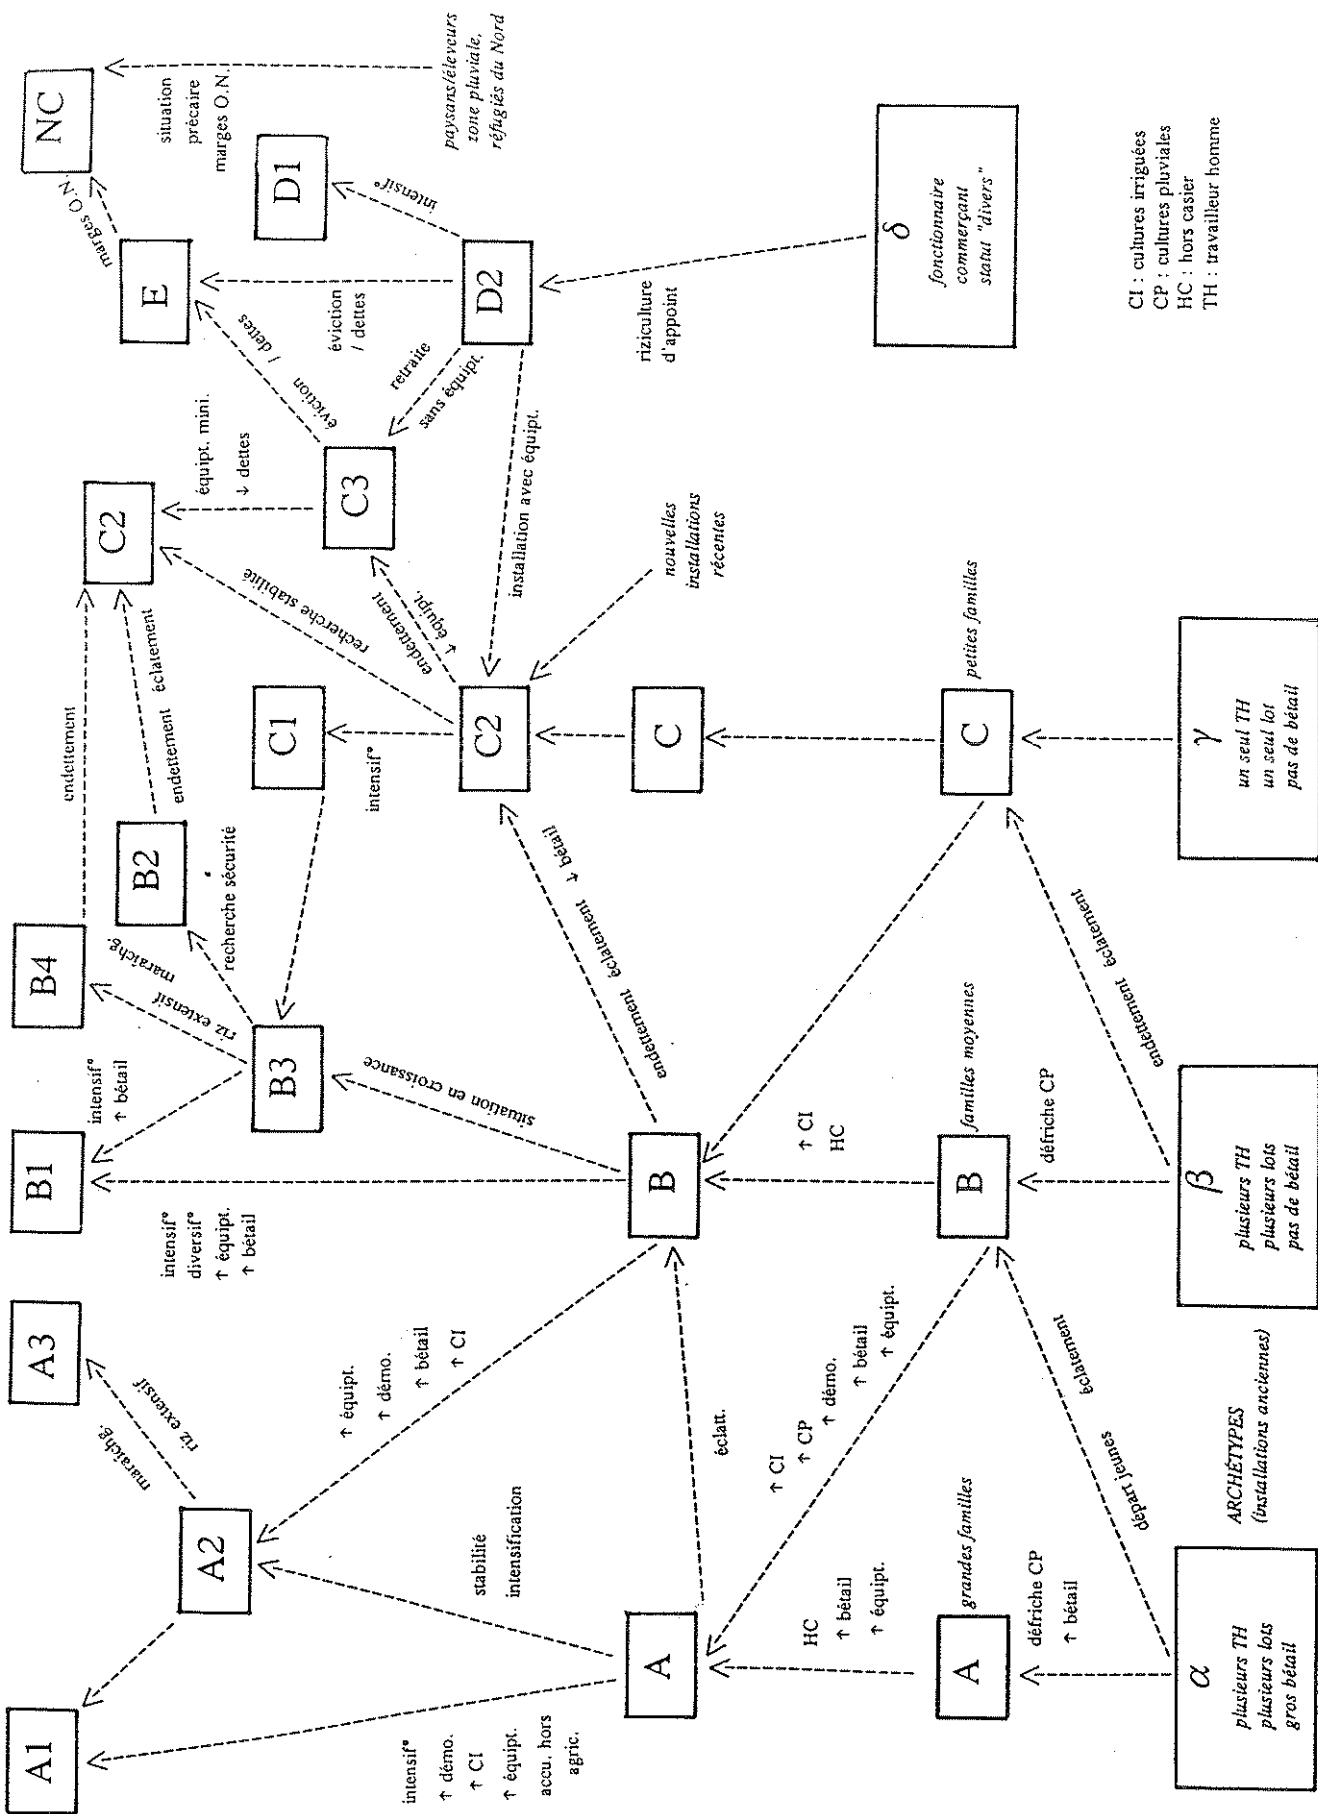 A1
A3
B1
B4
NC
A2
B2
C2
E
B3
C1
D1
C3
A
B
C2
D2
C
A
B
C
grandes familles
familles moyennes
petites familles
α
plusieurs TH
plusieurs lots
gros bétail
β
plusieurs TH
plusieurs lots
pas de bétail
γ
un seul TH
un seul lot
pas de bétail
δ
fonctionnaire
commerçant
statut "divers"
ARCHÉTYPES
(installations anciennes)
intensif°
↑ démo.
↑ CI
↑ équipt.
accu. hors
agric.
stabilité
intensification
maraîchg.
riz extensif
↑ équipt.
↑ démo.
↑ bétail
↑ CI
intensif°
diversif°
↑ équipt.
↑ bétail
intensif°
↑ bétail
riz extensif
maraîchg.
recherche sécurité
situation en croissance
endettement
endettement éclatement
intensif°
recherche stabilité
endettement
↓ équipt.
équipt. mini.
↓ dettes
éviction / dettes
éviction
/ dettes
retraite
sans équipt.
installation avec équipt.
intensif°
marges O.N.
situation
précaire
marges O.N.
paysans/éleveurs
zone pluviale,
réfugiés du Nord
riziculture
d'appoint
nouvelles
installations
récentes
endettement éclatement ↓ bétail
éclatt.
↑ CI
HC
HC
↑ bétail
↑ équipt.
↑ CI
↑ CP
↑ démo.
↑ bétail
↑ équipt.
défriche CP
↑ bétail
départ jeunes éclatement
défriche CP
endettement éclatement
CI : cultures irriguées
CP : cultures pluviales
HC : hors casier
TH : travailleur homme